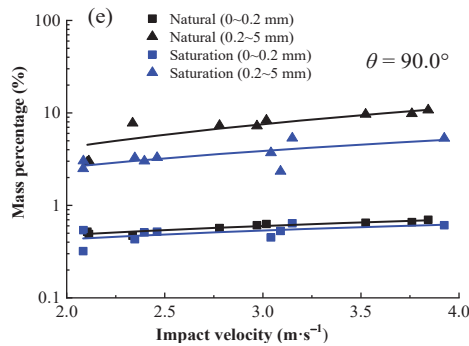 (e)
Natural (0~0.2 mm)
Natural (0.2~5 mm)
Saturation (0~0.2 mm)
Saturation (0.2~5 mm)
θ = 90.0°
Mass percentage (%)
100
10
1
0.1
2.0 2.5 3.0 3.5 4.0
Impact velocity (m·s⁻¹)